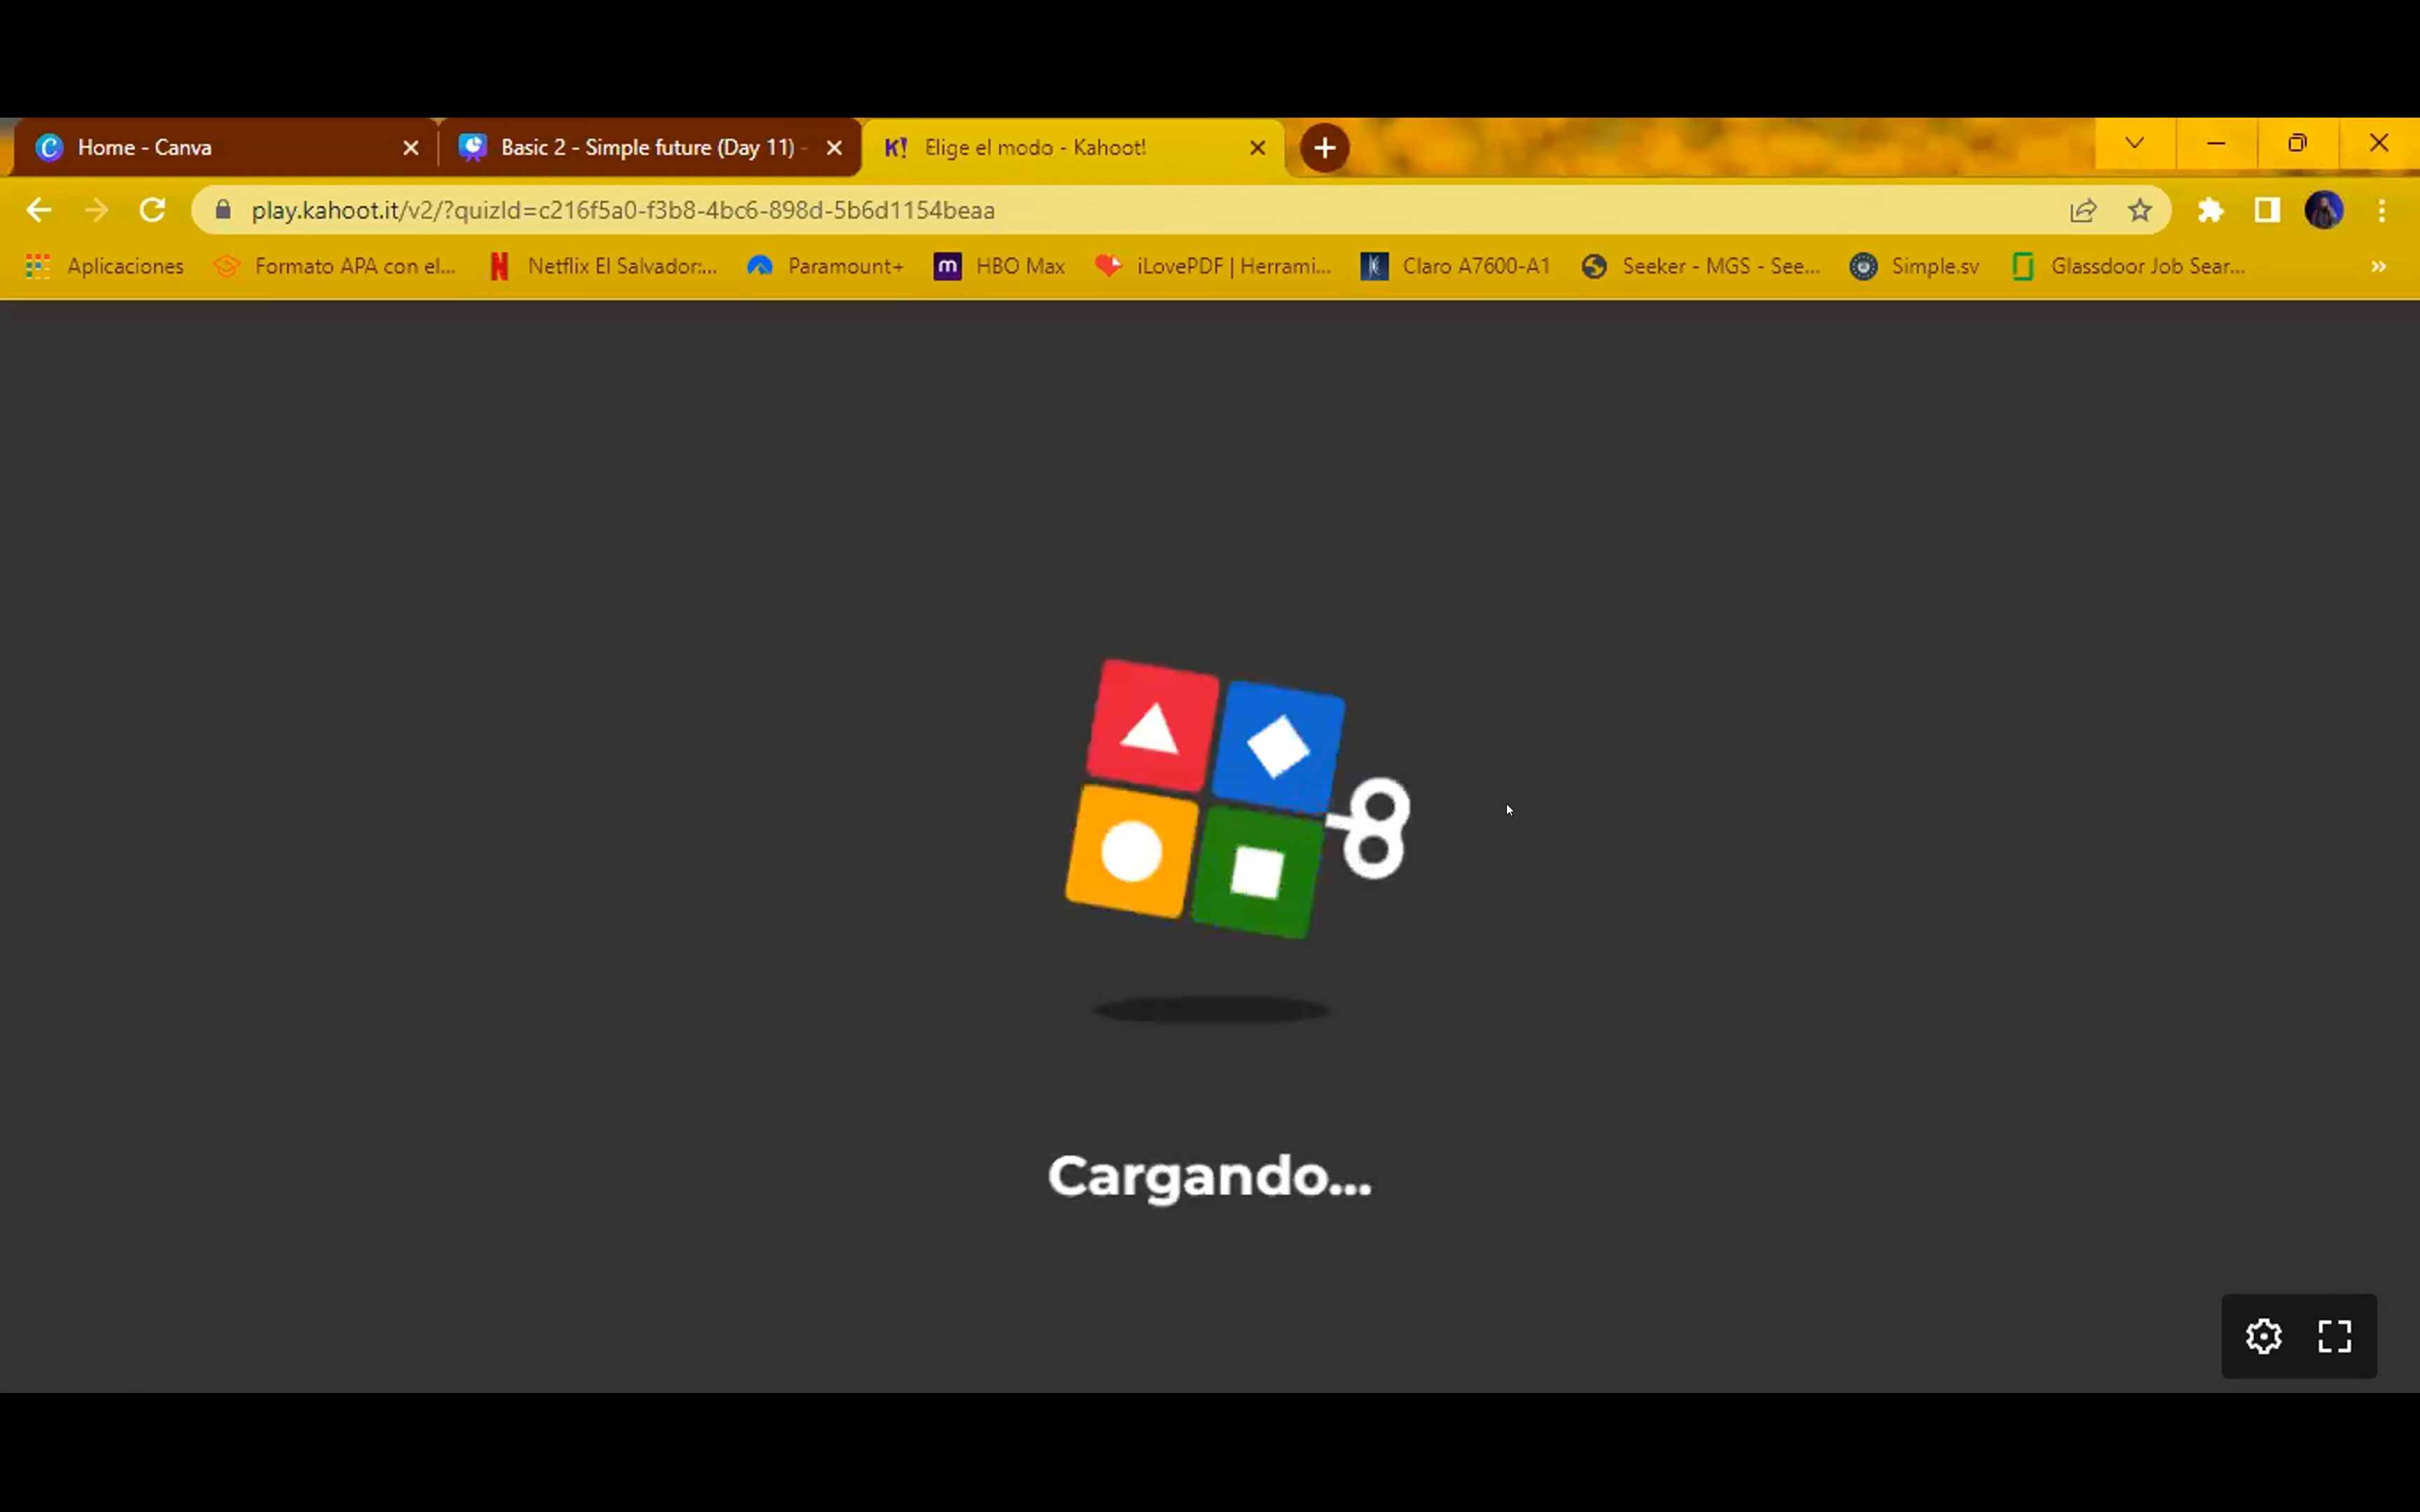 Home - Canva
Basic 2 - Simple future (Day 11) -
K! Elige el modo - Kahoot!
play.kahoot.it/v2/?quizId=c216f5a0-f3b8-4bc6-898d-5b6d1154beaa
Aplicaciones Formato APA con el... Netflix El Salvador:... Paramount+ m HBO Max iLovePDF | Herrami... Claro A7600-A1 Seeker - MGS - See... Simple.sv Glassdoor Job Sear... »
Cargando...